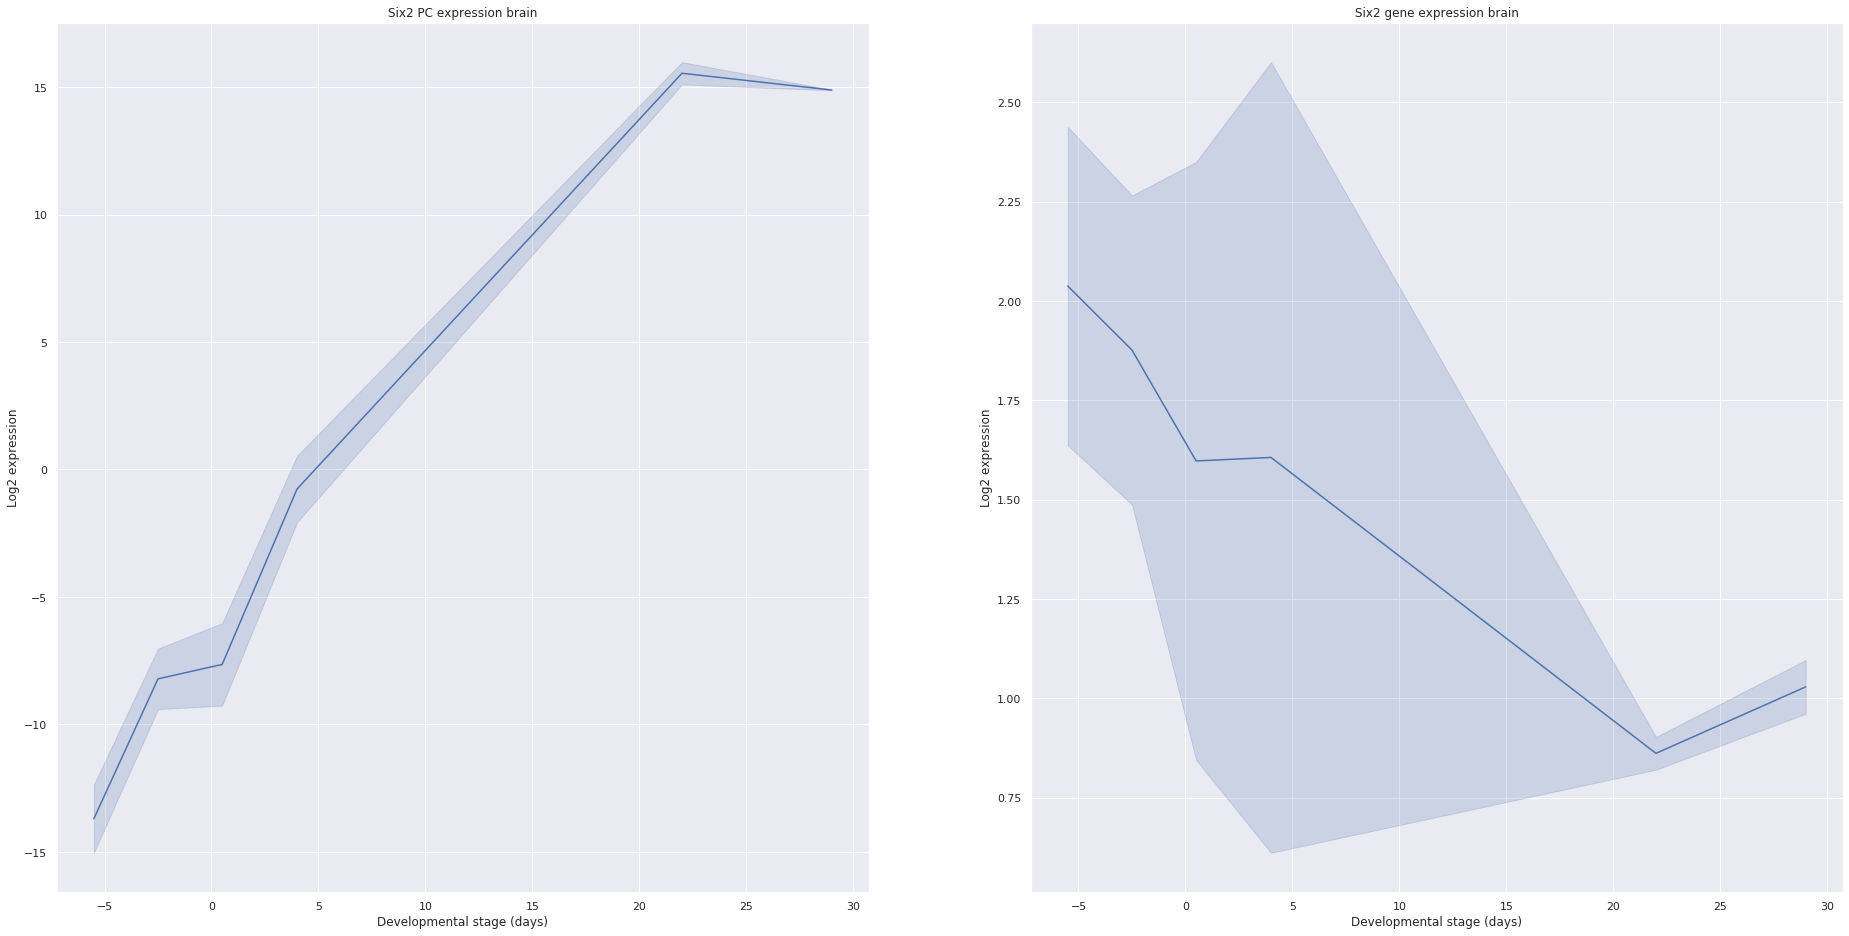 Six2 PC expression brain
Log2 expression
15
10
5
0
−5
−10
−15
−5 0 5 10 15 20 25 30
Developmental stage (days)
Six2 gene expression brain
Log2 expression
2.50
2.25
2.00
1.75
1.50
1.25
1.00
0.75
−5 0 5 10 15 20 25 30
Developmental stage (days)